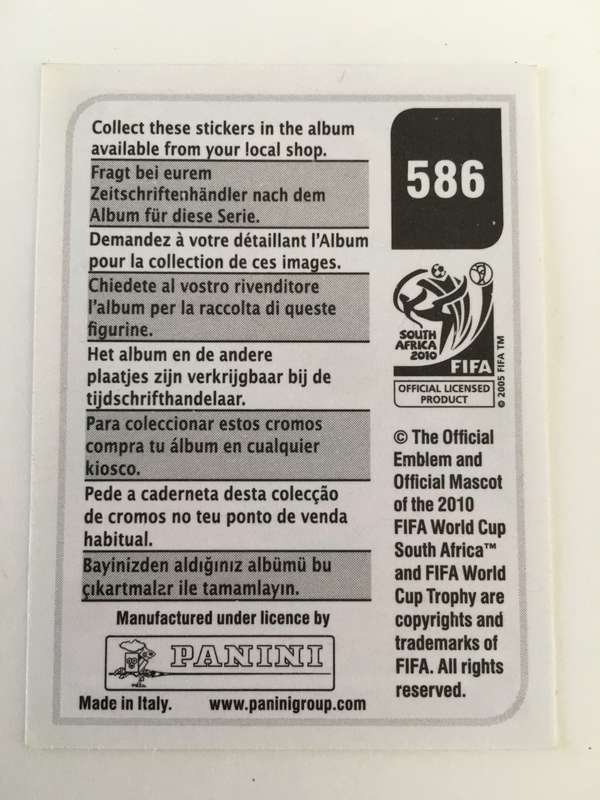 Collect these stickers in the album
available from your local shop.
Fragt bei eurem
Zeitschriftenhändler nach dem
Album für diese Serie.
Demandez à votre détaillant l'Album
pour la collection de ces images.
Chiedete al vostro rivenditore
l'album per la raccolta di queste
figurine.
Het album en de andere
plaatjes zijn verkrijgbaar bij de
tijdschrifthandelaar.
Para coleccionar estos cromos
compra tu álbum en cualquier
kiosco.
Pede a caderneta desta colecção
de cromos no teu ponto de venda
habitual.
Bayinizden aldığınız albümü bu
çıkartmalar ile tamamlayın.
Manufactured under licence by
PANINI
Made in Italy. www.paninigroup.com
586
SOUTH
AFRICA
2010
FIFA
OFFICIAL LICENSED
PRODUCT
© 2005 FIFA TM
© The Official
Emblem and
Official Mascot
of the 2010
FIFA World Cup
South Africa™
and FIFA World
Cup Trophy are
copyrights and
trademarks of
FIFA. All rights
reserved.